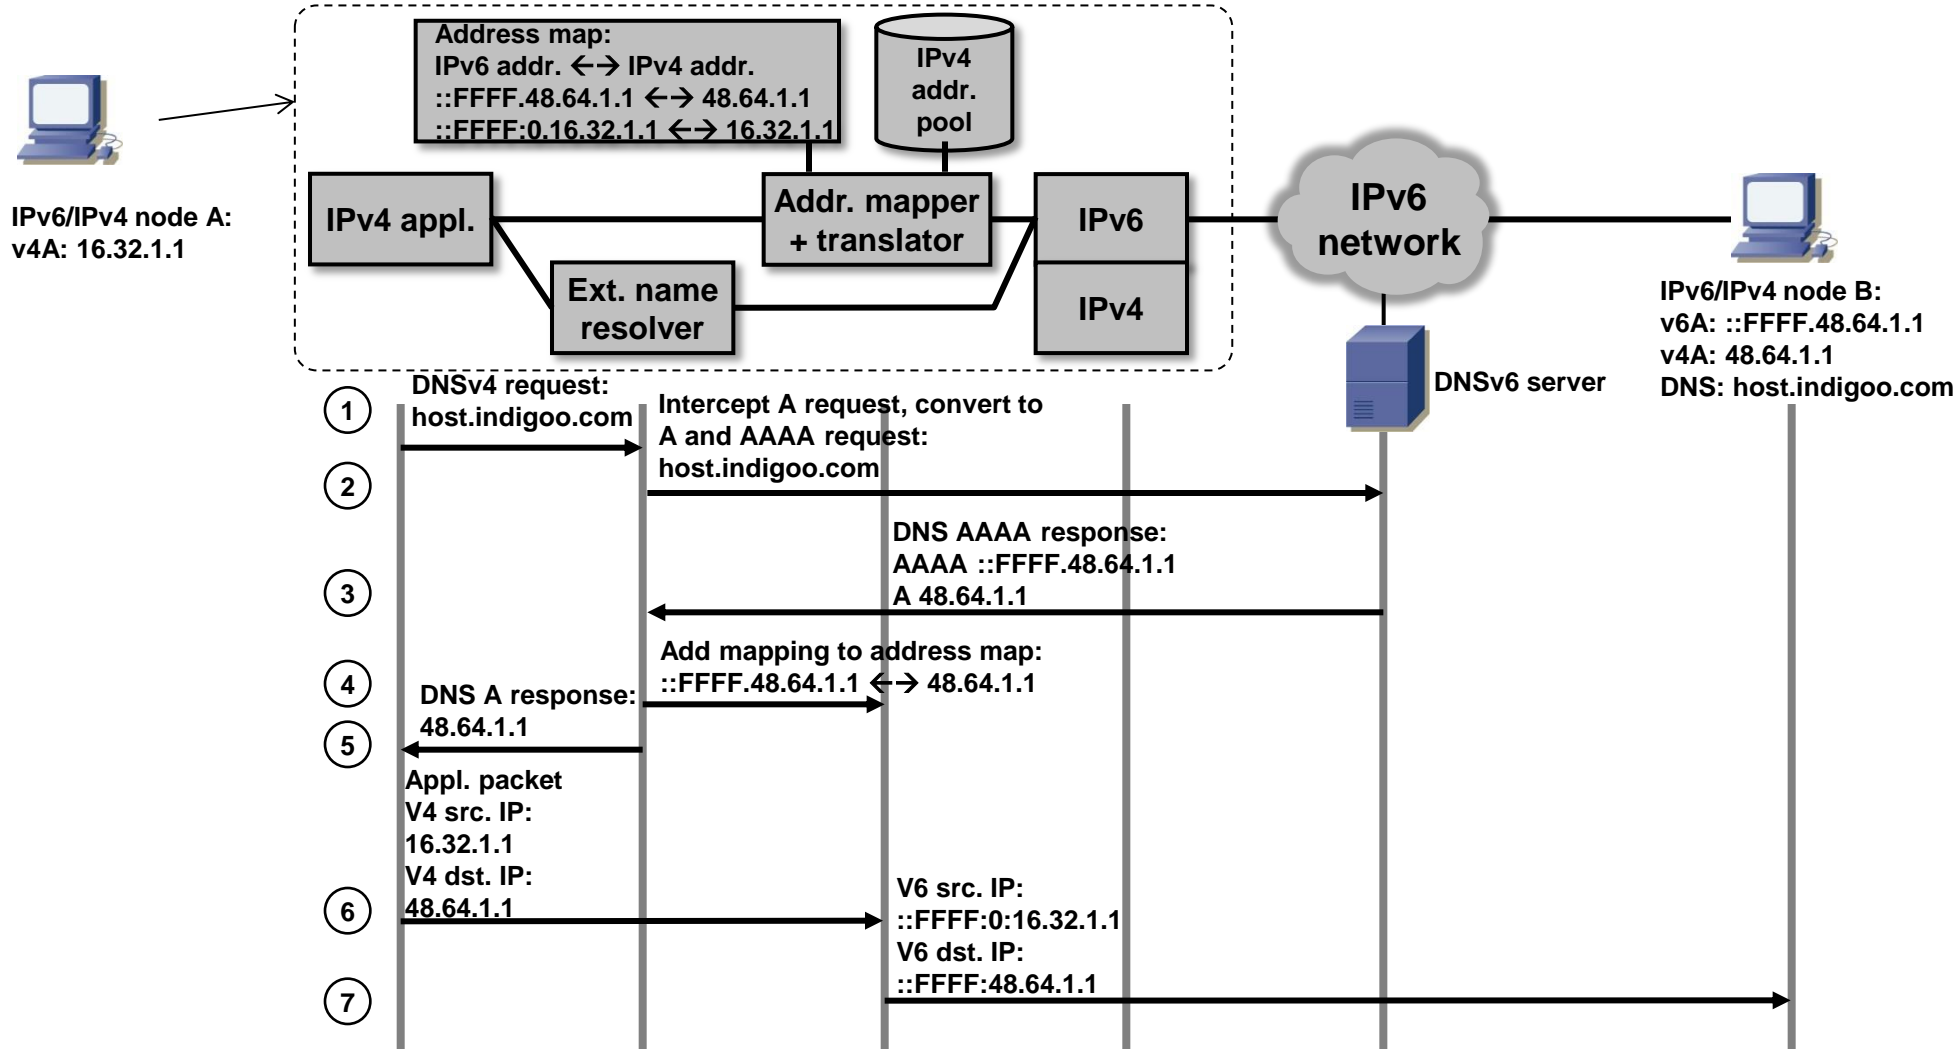 Address map:
IPv6 addr. ←→ IPv4 addr.
::FFFF.48.64.1.1 ←→ 48.64.1.1
::FFFF:0.16.32.1.1 ←→ 16.32.1.1
IPv4
addr.
pool
IPv6/IPv4 node A:
v4A: 16.32.1.1
IPv4 appl.
Addr. mapper
+ translator
Ext. name
resolver
IPv6
IPv4
IPv6
network
DNSv6 server
IPv6/IPv4 node B:
v6A: ::FFFF.48.64.1.1
v4A: 48.64.1.1
DNS: host.indigoo.com
1
DNSv4 request:
host.indigoo.com
2
Intercept A request, convert to
A and AAAA request:
host.indigoo.com
3
DNS AAAA response:
AAAA ::FFFF.48.64.1.1
A 48.64.1.1
4
Add mapping to address map:
::FFFF.48.64.1.1 ←→ 48.64.1.1
5
DNS A response:
48.64.1.1
6
Appl. packet
V4 src. IP:
16.32.1.1
V4 dst. IP:
48.64.1.1
7
V6 src. IP:
::FFFF:0:16.32.1.1
V6 dst. IP:
::FFFF:48.64.1.1